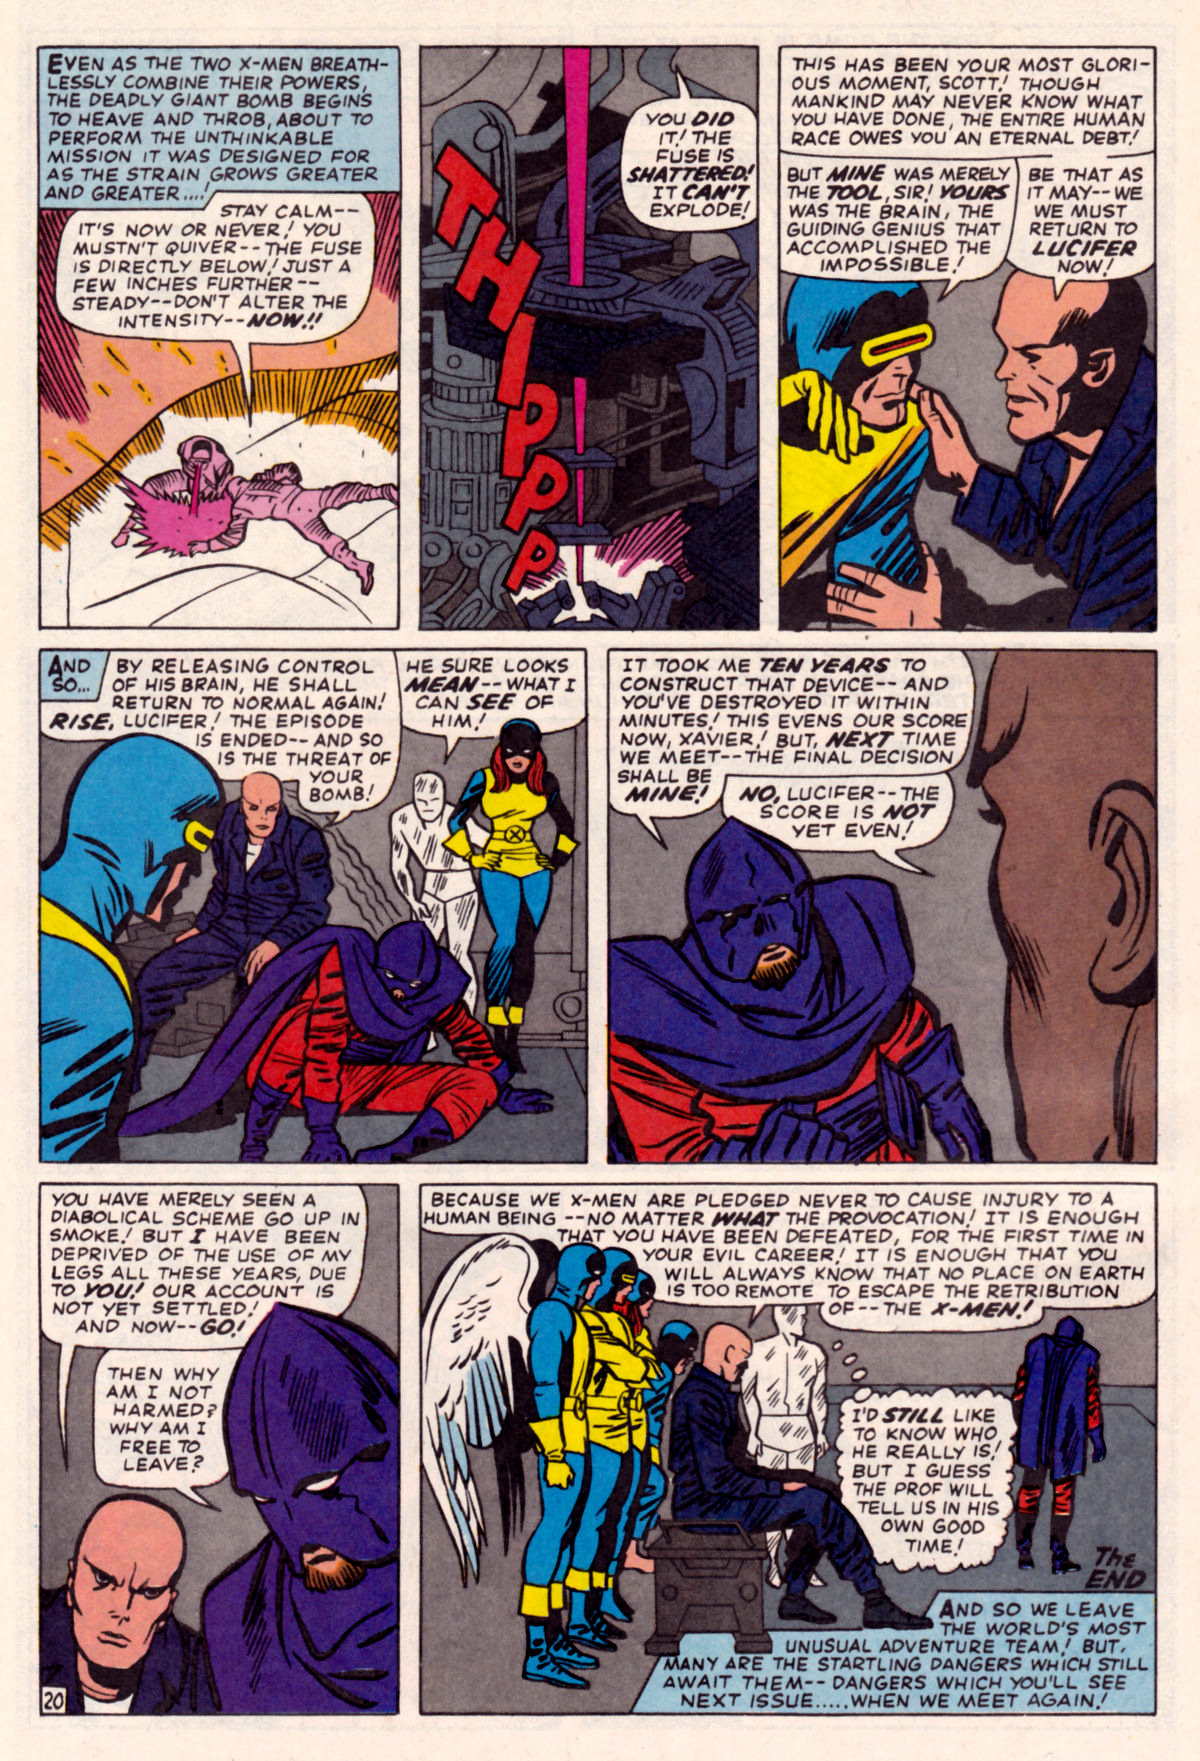 EVEN AS THE TWO X-MEN BREATH-
LESSLY COMBINE THEIR POWERS,
THE DEADLY GIANT BOMB BEGINS
TO HEAVE AND THROB, ABOUT TO
PERFORM THE UNTHINKABLE
MISSION IT WAS DESIGNED FOR
AS THE STRAIN GROWS GREATER
AND GREATER....!
STAY CALM--
IT'S NOW OR NEVER! YOU
MUSTN'T QUIVER--THE FUSE
IS DIRECTLY BELOW! JUST A
FEW INCHES FURTHER--
STEADY--DON'T ALTER THE
INTENSITY--NOW!!
YOU DID
IT! THE
FUSE IS
SHATTERED!
IT CAN'T
EXPLODE!
THIPPP
THIS HAS BEEN YOUR MOST GLORI-
OUS MOMENT, SCOTT! THOUGH
MANKIND MAY NEVER KNOW WHAT
YOU HAVE DONE, THE ENTIRE HUMAN
RACE OWES YOU AN ETERNAL DEBT!
BUT MINE WAS MERELY
THE TOOL, SIR! YOURS
WAS THE BRAIN, THE
GUIDING GENIUS THAT
ACCOMPLISHED THE
IMPOSSIBLE!
BE THAT AS
IT MAY--WE
WE MUST
RETURN TO
LUCIFER
NOW!
AND
SO...
BY RELEASING CONTROL
OF HIS BRAIN, HE SHALL
RETURN TO NORMAL AGAIN!
RISE, LUCIFER! THE EPISODE
IS ENDED--AND SO
IS THE THREAT OF
YOUR
BOMB!
HE SURE LOOKS
MEAN--WHAT I
CAN SEE OF
HIM!
IT TOOK ME TEN YEARS TO
CONSTRUCT THAT DEVICE--AND
YOU'VE DESTROYED IT WITHIN
MINUTES! THIS EVENS OUR SCORE
NOW, XAVIER! BUT, NEXT TIME
WE MEET--THE FINAL DECISION
SHALL BE
MINE!
NO, LUCIFER--THE
SCORE IS NOT
YET EVEN!
YOU HAVE MERELY SEEN A
DIABOLICAL SCHEME GO UP IN
SMOKE! BUT I HAVE BEEN
DEPRIVED OF THE USE OF MY
LEGS ALL THESE YEARS, DUE
TO YOU! OUR ACCOUNT IS
NOT YET SETTLED!
AND NOW--GO!
THEN WHY
AM I NOT
HARMED?
WHY AM I
FREE TO
LEAVE?
20
BECAUSE WE X-MEN ARE PLEDGED NEVER TO CAUSE INJURY TO A
HUMAN BEING--NO MATTER WHAT THE PROVOCATION! IT IS ENOUGH
THAT YOU HAVE BEEN DEFEATED, FOR THE FIRST TIME IN
YOUR EVIL CAREER! IT IS ENOUGH THAT YOU
WILL ALWAYS KNOW THAT NO PLACE ON EARTH
IS TOO REMOTE TO ESCAPE THE RETRIBUTION
OF--THE X-MEN!
I'D STILL LIKE
TO KNOW WHO
HE REALLY IS!
BUT I GUESS
THE PROF WILL
TELL US IN HIS
OWN GOOD
TIME!
THE
END
AND SO WE LEAVE
THE WORLD'S MOST
UNUSUAL ADVENTURE TEAM! BUT,
MANY ARE THE STARTLING DANGERS WHICH STILL
AWAIT THEM--DANGERS WHICH YOU'LL SEE
NEXT ISSUE.....WHEN WE MEET AGAIN!